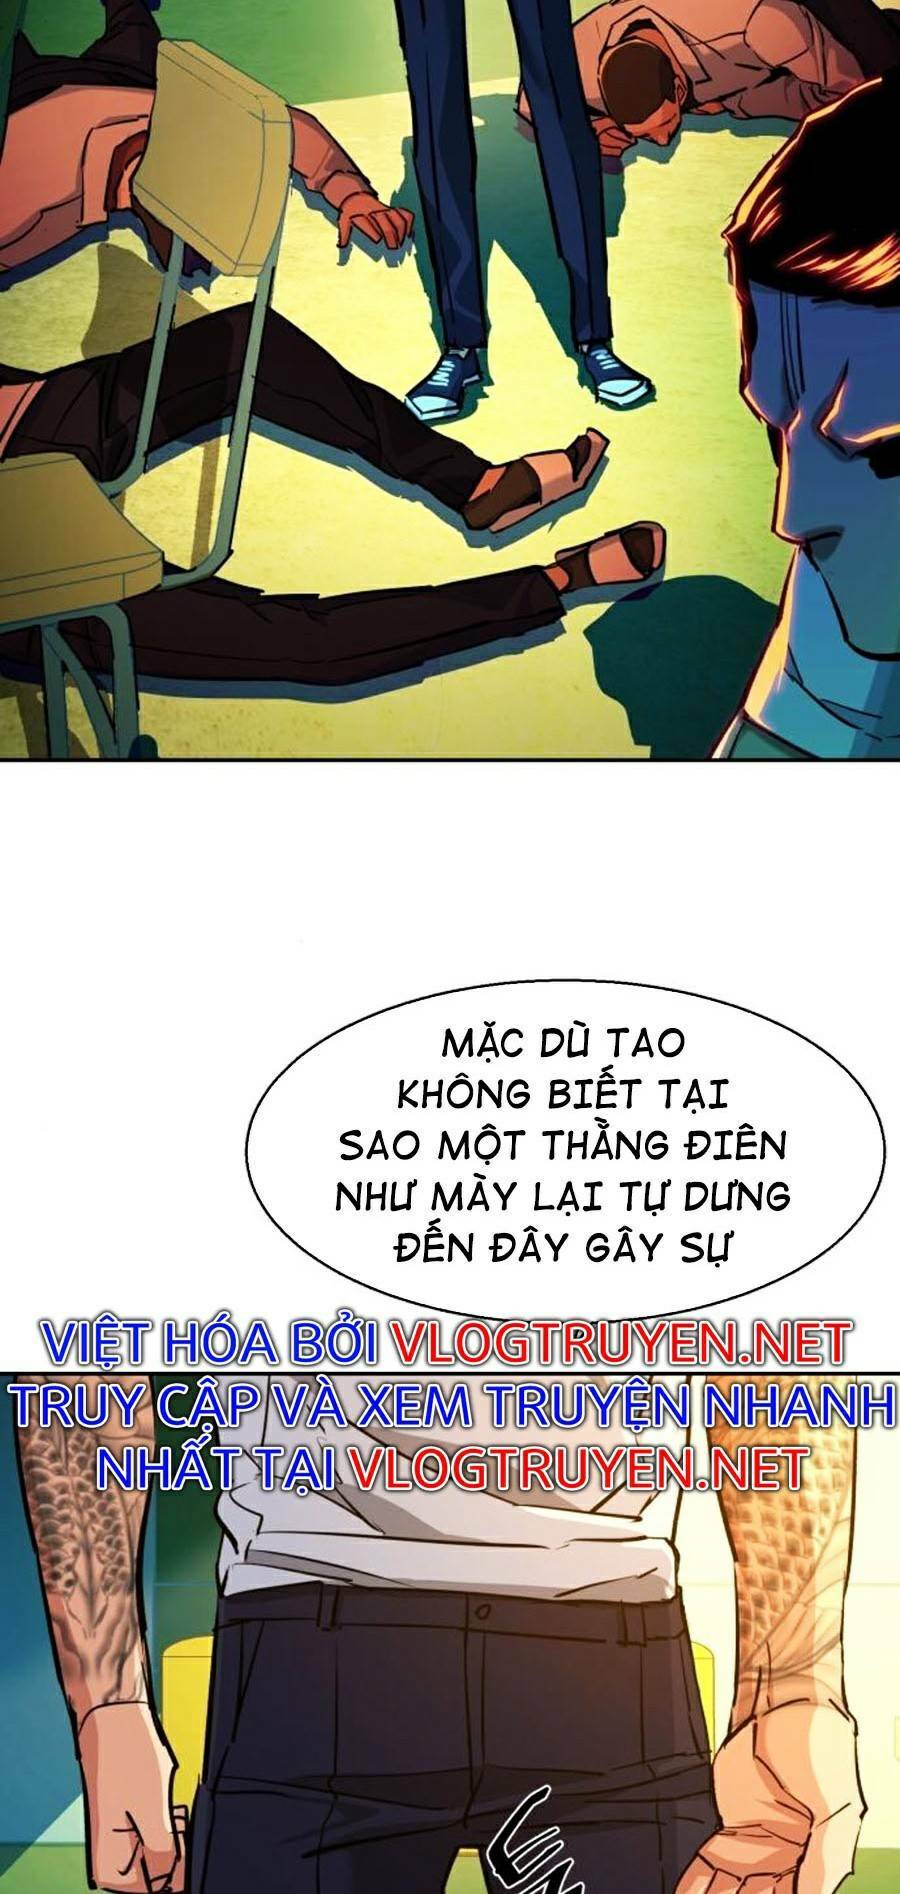 MẶC DÙ TAO
KHÔNG BIẾT TẠI
SAO MỘT THẰNG ĐIÊN
NHƯ MÀY LẠI TỰ DƯNG
ĐẾN ĐÂY GÂY SỰ
VIỆT HÓA BỞI VLOGTRUYEN.NET
TRUY CẬP VÀ XEM TRUYỆN NHANH
NHẤT TẠI VLOGTRUYEN.NET